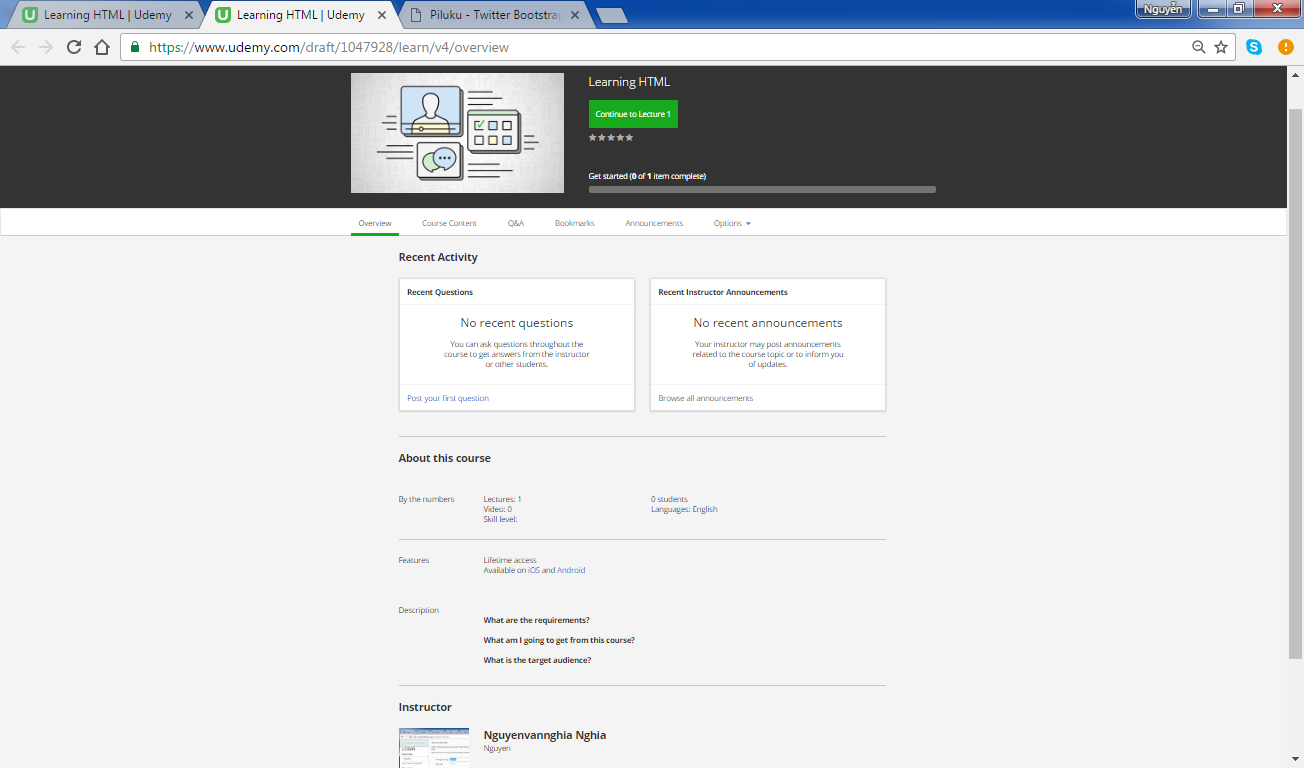 Learning HTML | Udemy
Learning HTML | Udemy
Piluku - Twitter Bootstrap
Nguyễn
https://www.udemy.com/draft/1047928/learn/v4/overview
Learning HTML
Continue to Lecture 1
Get started (0 of 1 item complete)
Overview
Course Content
Q&A
Bookmarks
Announcements
Options
Recent Activity
Recent Questions
No recent questions
You can ask questions throughout the
course to get answers from the instructor
or other students.
Post your first question
Recent Instructor Announcements
No recent announcements
Your instructor may post announcements
related to the course topic or to inform you
of updates.
Browse all announcements
About this course
By the numbers
Lectures: 1
Video: 0
Skill level:
0 students
Languages: English
Features
Lifetime access
Available on iOS and Android
Description
What are the requirements?
What am I going to get from this course?
What is the target audience?
Instructor
LOGIN
Nguyenvannghia Nghia
Nguyen